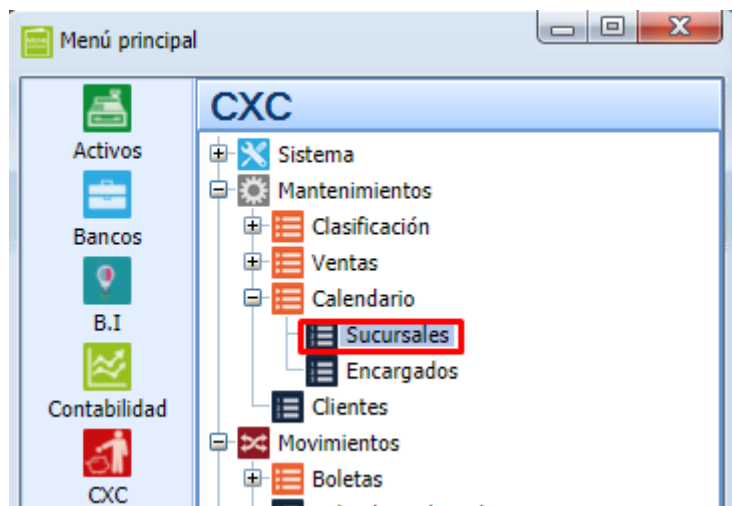 Menú principal
Activos
Bancos
B.I
Contabilidad
CXC
CXC
Sistema
Mantenimientos
Clasificación
Ventas
Calendario
Sucursales
Encargados
Clientes
Movimientos
Boletas